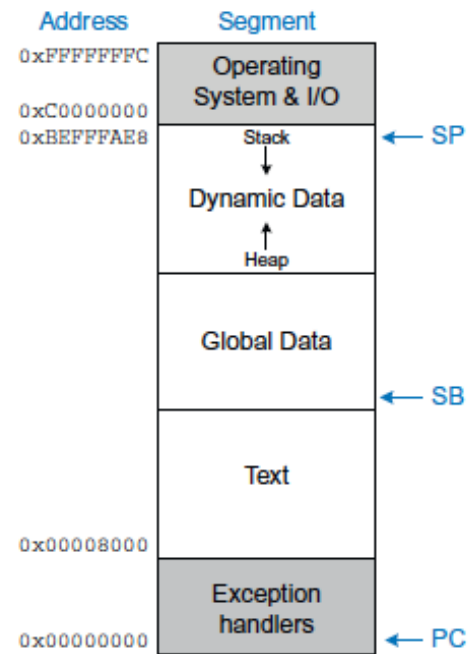 Address Segment
0xFFFFFFFC
Operating
System & I/O
0xC0000000
0xBEFFFAE8 Stack SP
Dynamic Data
Heap
Global Data
SB
Text
0x00008000
Exception
handlers
0x00000000 PC